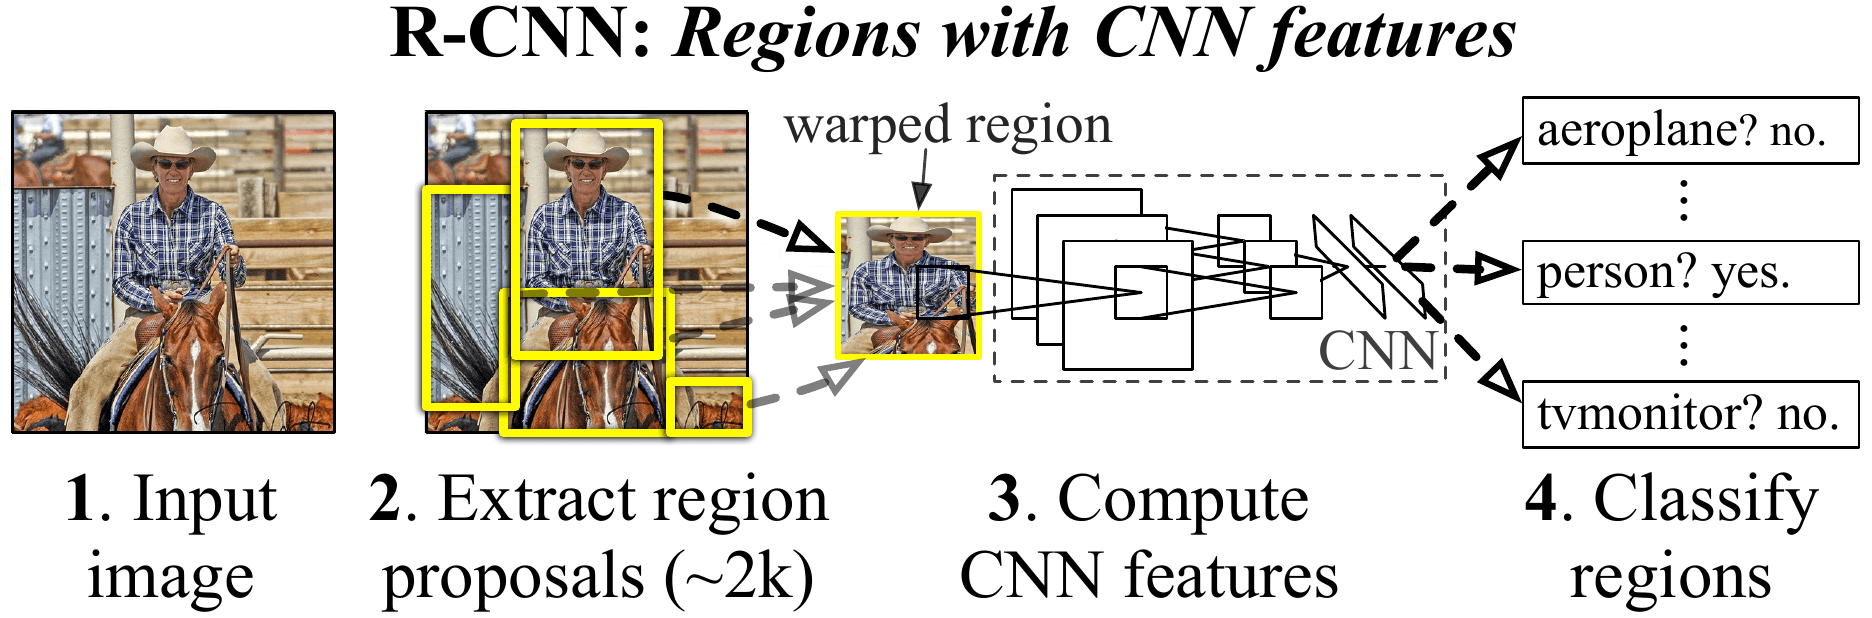 R-CNN: Regions with CNN features
warped region
aeroplane? no.
person? yes.
CNN
tvmonitor? no.
1. Input
image
2. Extract region
proposals (~2k)
3. Compute
CNN features
4. Classify
regions